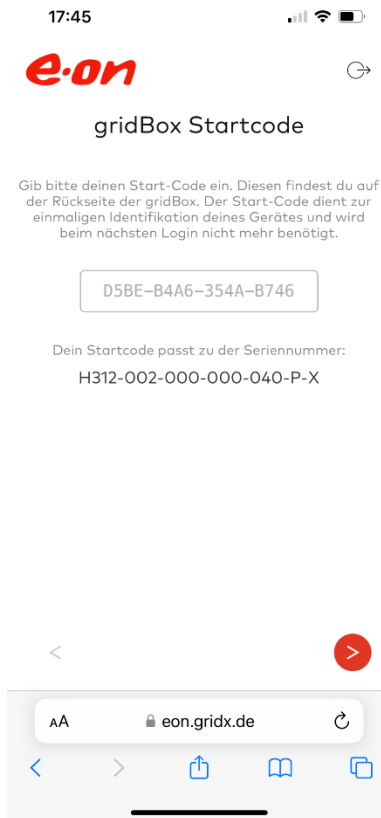 17:45
e·on
gridBox Startcode
Gib bitte deinen Start-Code ein. Diesen findest du auf
der Rückseite der gridBox. Der Start-Code dient zur
einmaligen Identifikation deines Gerätes und wird
beim nächsten Login nicht mehr benötigt.
D5BE–B4A6–354A–B746
Dein Startcode passt zu der Seriennummer:
H312-002-000-000-040-P-X
< >
AA eon.gridx.de